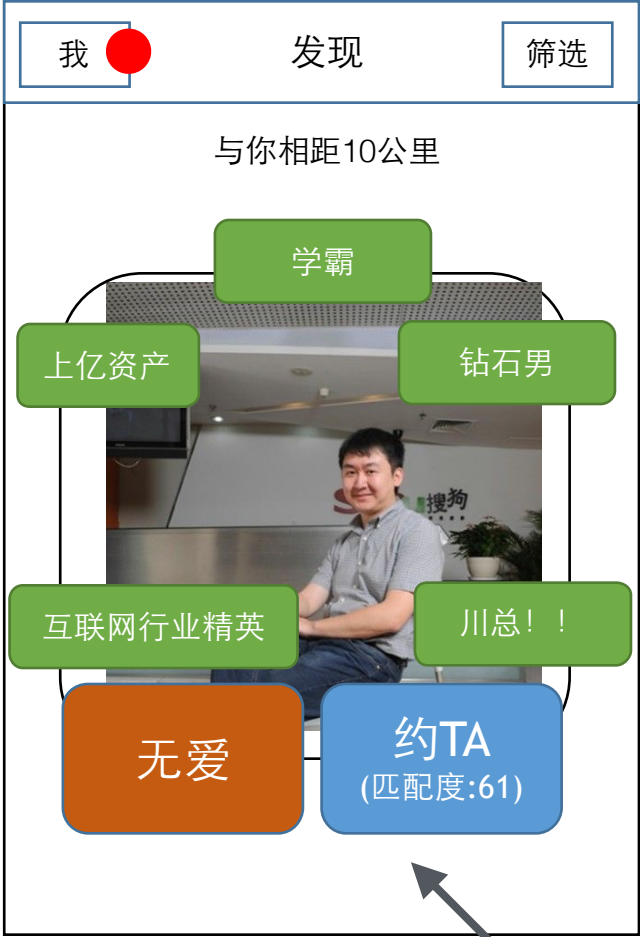 我
发现
筛选
与你相距10公里
学霸
上亿资产
钻石男
搜狗
互联网行业精英
川总！！
无爱
约TA
(匹配度:61)